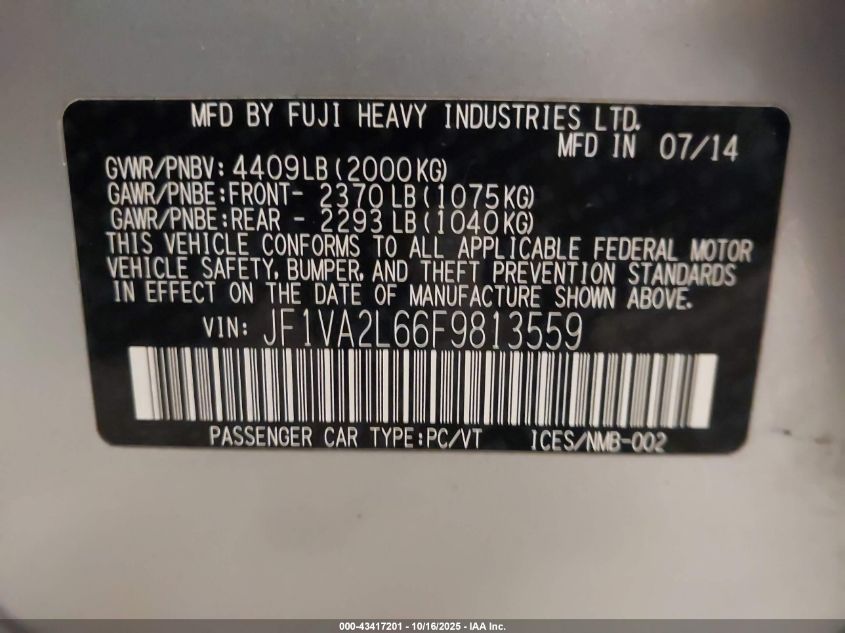 MFD BY FUJI HEAVY INDUSTRIES LTD.
MFD IN 07/14
GVWR/PNBV: 4409LB(2000KG)
GAWR/PNBE:FRONT- 2370LB(1075KG)
GAWR/PNBE:REAR - 2293LB(1040KG)
THIS VEHICLE CONFORMS TO ALL APPLICABLE FEDERAL MOTOR
VEHICLE SAFETY, BUMPER, AND THEFT PREVENTION STANDARDS
IN EFFECT ON THE DATE OF MANUFACTURE SHOWN ABOVE.
VIN: JF1VA2L66F9813559
PASSENGER CAR TYPE:PC/VT ICES/NMB-002
000-43417201 - 10/16/2025 - IAA Inc.